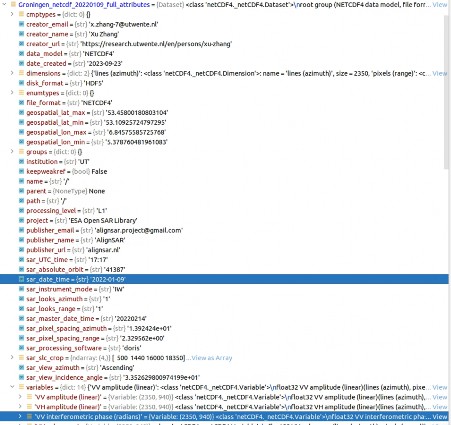 Groningen_netcdf_20220109_full_attributes = {Dataset} <class 'netCDF4._netCDF4.Dataset'>\nroot group (NETCDF4 data model, file form... View
cmptypes = {dict: 0} {}
creator_email = {str} 'x.zhang-7@utwente.nl'
creator_name = {str} 'Xu Zhang'
creator_url = {str} 'https://research.utwente.nl/en/persons/xu-zhang'
data_model = {str} 'NETCDF4'
date_created = {str} '2023-09-23'
dimensions = {dict: 2} {'lines (azimuth)': <class 'netCDF4._netCDF4.Dimension'>: name = 'lines (azimuth)', size = 2350, 'pixels (range)': <c... View
disk_format = {str} 'HDF5'
enumtypes = {dict: 0} {}
file_format = {str} 'NETCDF4'
geospatial_lat_max = {str} '53.45800180803104'
geospatial_lat_min = {str} '53.10925724797295'
geospatial_lon_max = {str} '6.84575585725768'
geospatial_lon_min = {str} '5.378760481961083'
groups = {dict: 0} {}
institution = {str} 'UT'
keepweakref = {bool} False
name = {str} '/'
parent = {NoneType} None
path = {str} '/'
processing_level = {str} 'L1'
project = {str} 'ESA Open SAR Library'
publisher_email = {str} 'alignsar.project@gmail.com'
publisher_name = {str} 'AlignSAR'
publisher_url = {str} 'alignsar.nl'
sar_UTC_time = {str} '17:17'
sar_absolute_orbit = {str} '41387'
sar_date_time = {str} '2022-01-09'
sar_instrument_mode = {str} 'IW'
sar_looks_azimuth = {str} '1'
sar_looks_range = {str} '1'
sar_master_date_time = {str} '20220214'
sar_pixel_spacing_azimuth = {str} '1.392424e+01'
sar_pixel_spacing_range = {str} '2.329562e+00'
sar_processing_software = {str} 'doris'
sar_slc_crop = {ndarray: (4,)} [ 500 1440 16000 18350] ...View as Array
sar_view_azimuth = {str} 'Ascending'
sar_view_incidence_angle = {str} '3.352629800974199e+01'
variables = {dict: 14} {'VV amplitude (linear)': <class 'netCDF4._netCDF4.Variable'>\nfloat32 VV amplitude (linear)(lines (azimuth), pixe... View
'VV amplitude (linear)' = {Variable: (2350, 940)} <class 'netCDF4._netCDF4.Variable'>\nfloat32 VV amplitude (linear)(lines (azimuth), ... View
'VH amplitude (linear)' = {Variable: (2350, 940)} <class 'netCDF4._netCDF4.Variable'>\nfloat32 VH amplitude (linear)(lines (azimuth), ... View
'VV interferometric phase (radians)' = {Variable: (2350, 940)} <class 'netCDF4._netCDF4.Variable'>\nfloat32 VV interferometric pha... View